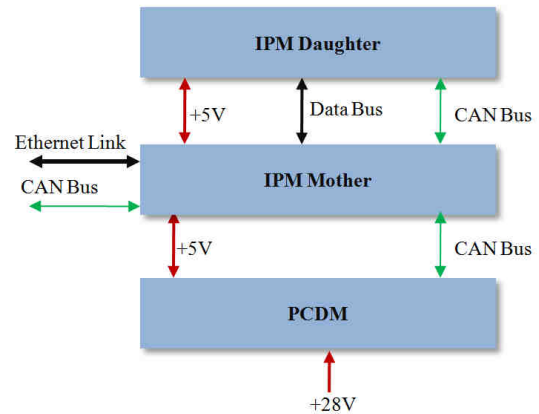 IPM Daughter
+5V
Data Bus
CAN Bus
Ethernet Link
CAN Bus
IPM Mother
+5V
CAN Bus
PCDM
+28V